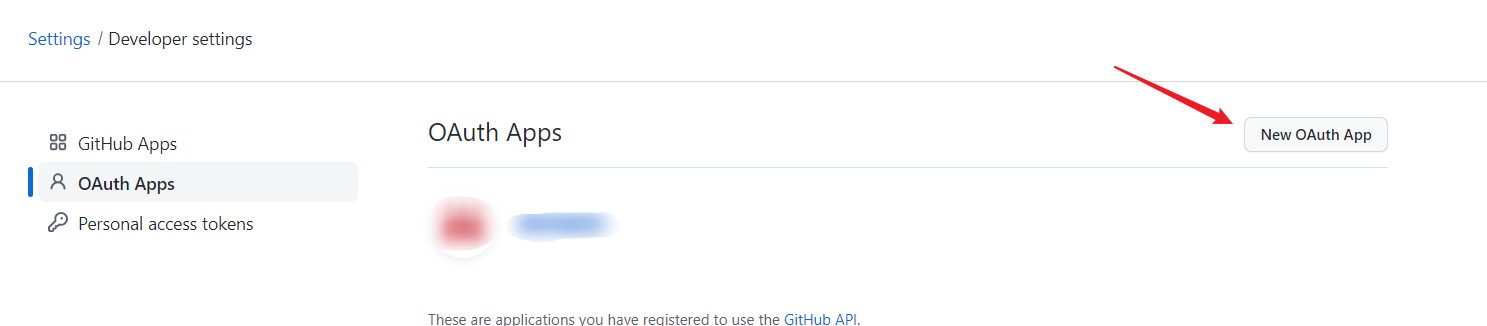 Settings / Developer settings
GitHub Apps
OAuth Apps
Personal access tokens
OAuth Apps
New OAuth App
These are applications you have registered to use the GitHub API.